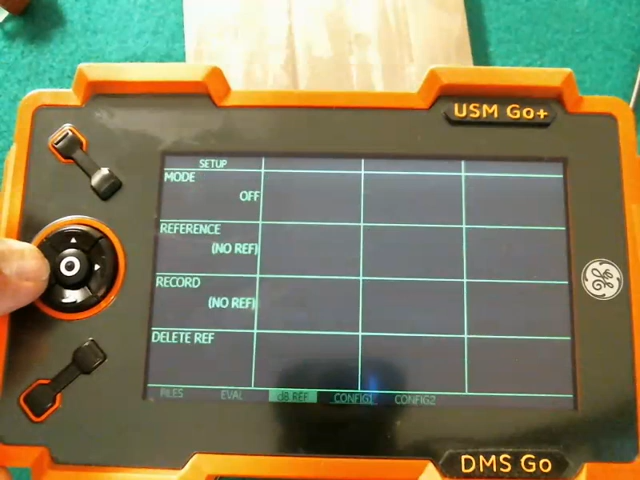 USM Go+
SETUP
MODE
OFF
REFERENCE
(NO REF)
RECORD
(NO REF)
DELETE REF
FILES EVAL dB REF CONFIG1 CONFIG2
DMS Go
GE